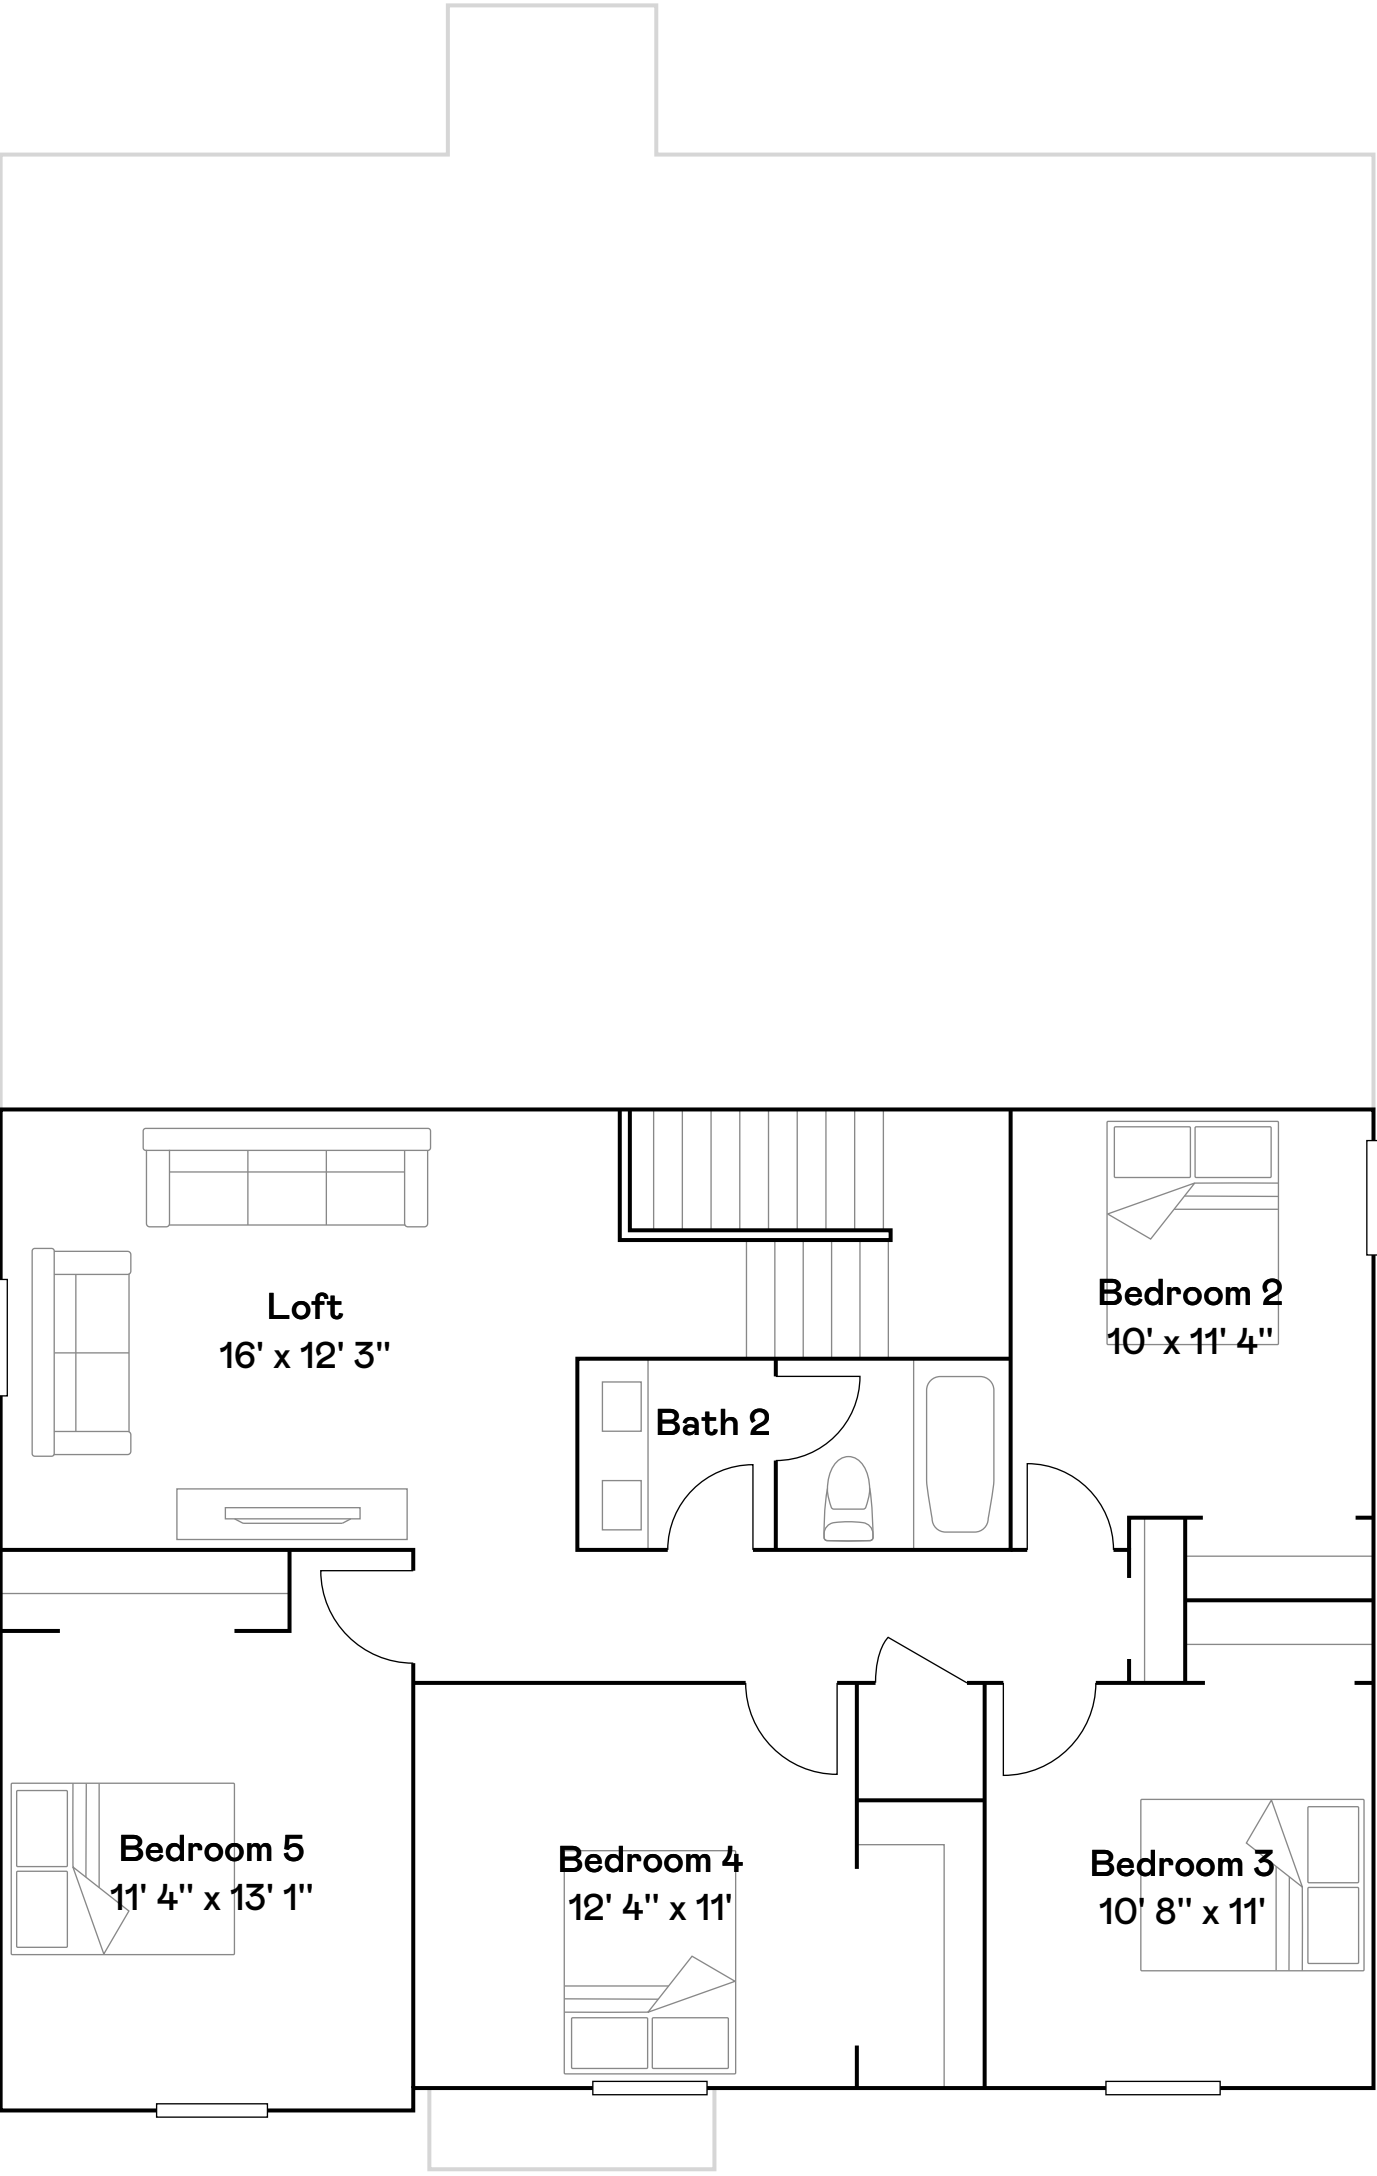 Loft
16' x 12' 3"
Bedroom 2
10' x 11' 4"
Bath 2
Bedroom 5
11' 4" x 13' 1"
Bedroom 4
12' 4" x 11'
Bedroom 3
10' 8" x 11'